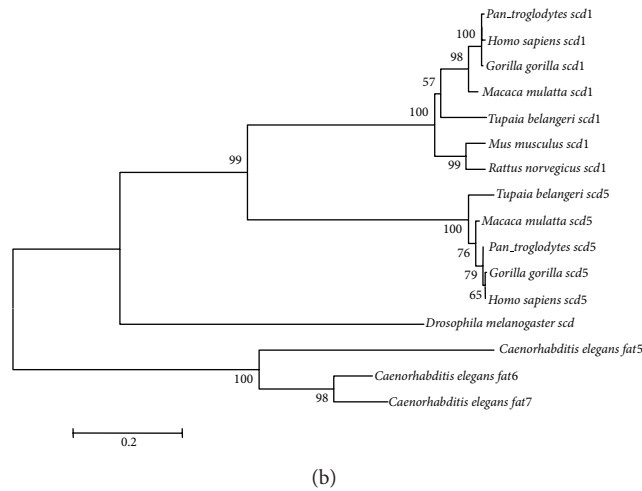 Pan_troglodytes scd1
100
Homo sapiens scd1
98
Gorilla gorilla scd1
57
Macaca mulatta scd1
100
Tupaia belangeri scd1
Mus musculus scd1
99
99
Rattus norvegicus scd1
Tupaia belangeri scd5
100
Macaca mulatta scd5
76
Pan_troglodytes scd5
79
Gorilla gorilla scd5
65
Homo sapiens scd5
Drosophila melanogaster scd
Caenorhabditis elegans fat5
100
Caenorhabditis elegans fat6
98
Caenorhabditis elegans fat7
0.2
(b)